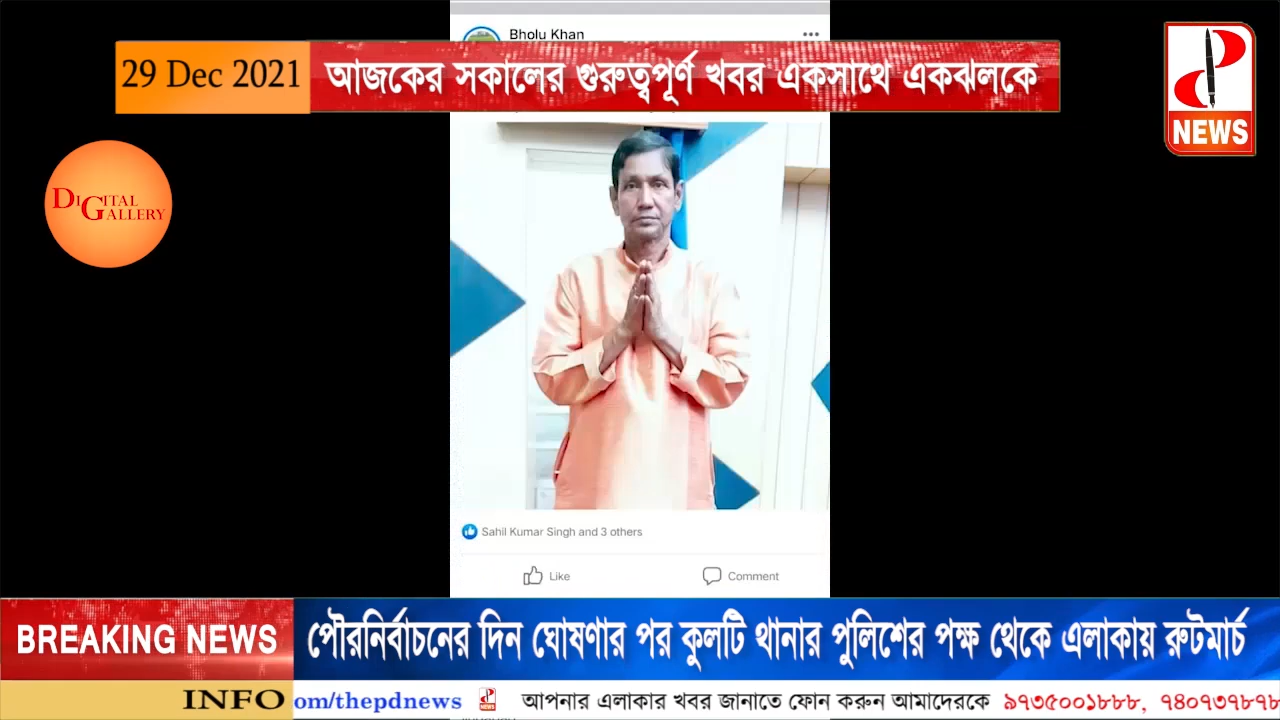 Bholu Khan
29 Dec 2021 আজকের সকালের গুরুত্বপূর্ণ খবর একসাথে একঝলকে
NEWS
DIGITAL
GALLERY
Sahil Kumar Singh and 3 others
Like Comment
BREAKING NEWS পৌরনির্বাচনের দিন ঘোষণার পর কুলটি থানার পুলিশের পক্ষ থেকে এলাকায় রুটমার্চ
INFO om/thepdnews NEWS আপনার এলাকার খবর জানাতে ফোন করুন আমাদেরকে ৯৭৩৫০০১৮৮৮, ৭৪০৭৩৭৮৭৮